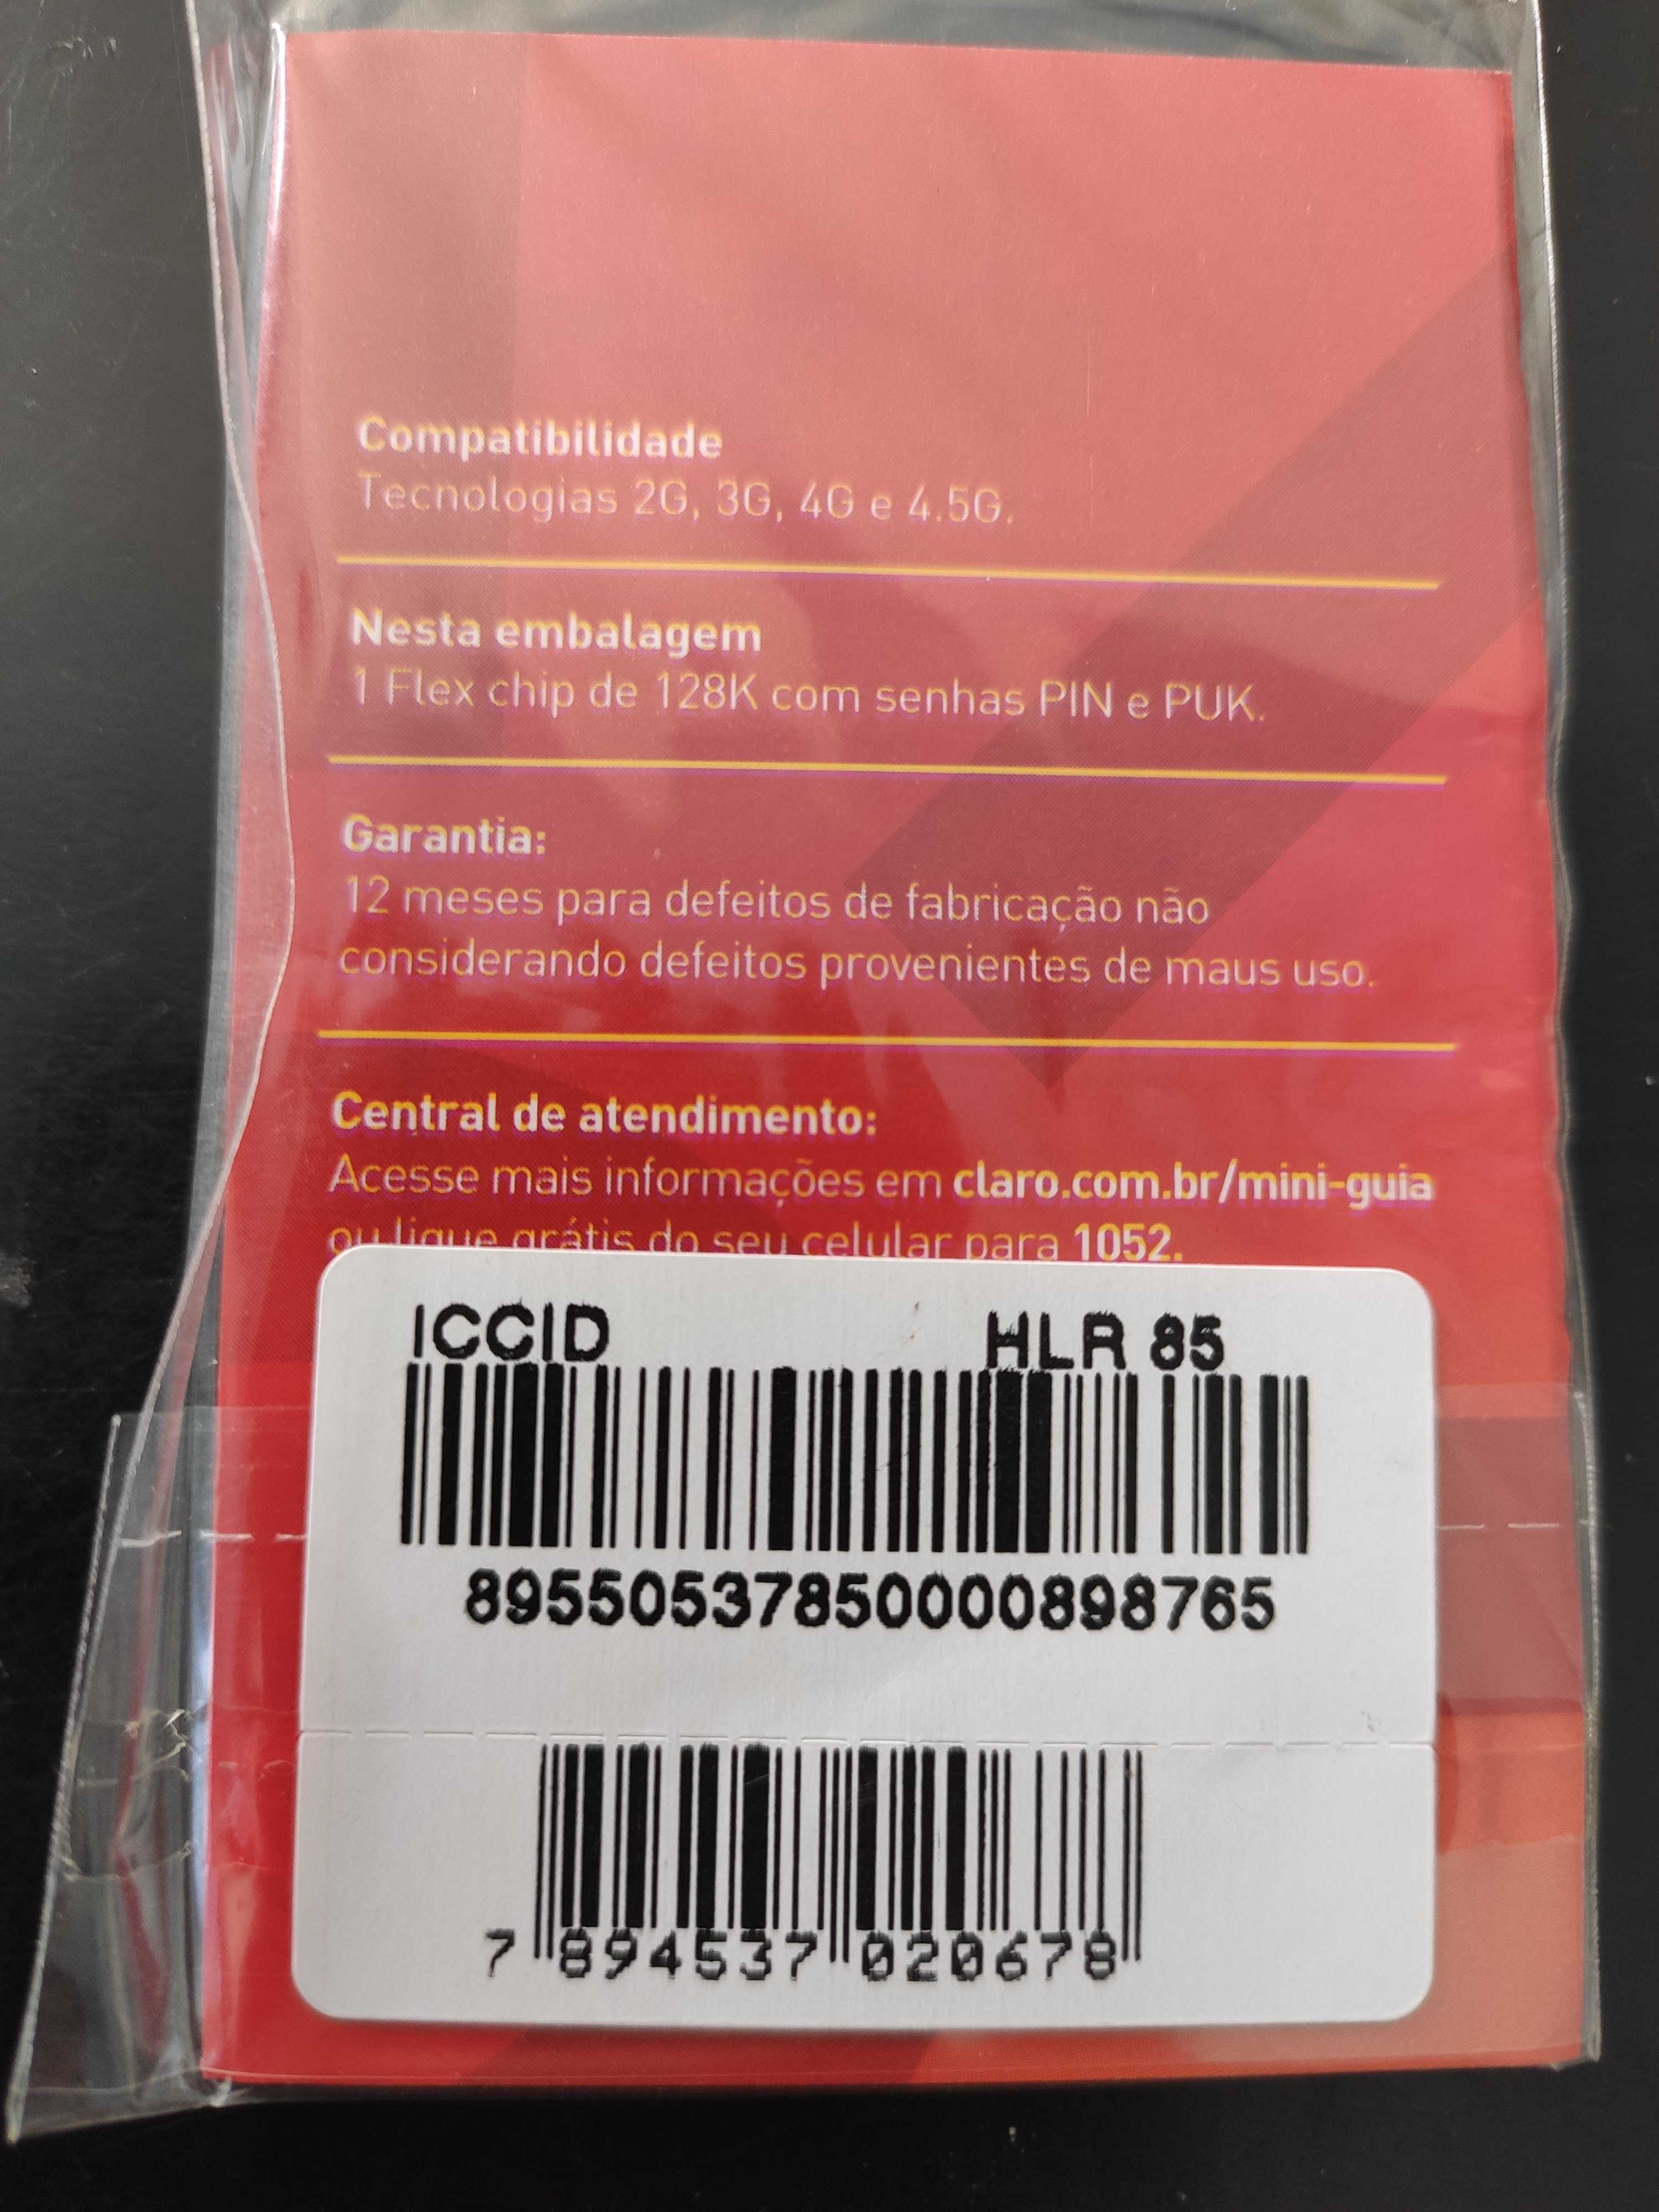 Compatibilidade
Tecnologias 2G, 3G, 4G e 4.5G.
Nesta embalagem
1 Flex chip de 128K com senhas PIN e PUK.
Garantia:
12 meses para defeitos de fabricação não
considerando defeitos provenientes de maus uso.
Central de atendimento:
Acesse mais informações em claro.com.br/mini-guia
ou ligue grátis do seu celular para 1052.
ICCID HLR 85
89550537850000898765
7 894537 020678